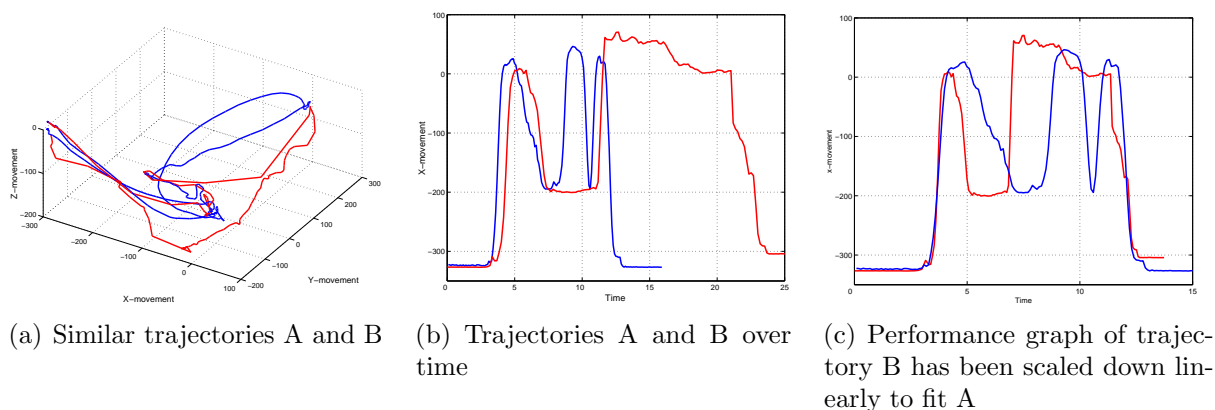 0
−100
−200
Z−movement
−300
−200
−100
0
100
X−movement
−200
−100
0
100
200
300
Y−movement
100
0
−100
−200
−300
X−movement
0
5
10
15
20
25
Time
100
0
−100
−200
−300
x−movement
0
5
10
15
Time
(a) Similar trajectories A and B
(b) Trajectories A and B over
time
(c) Performance graph of trajec-
tory B has been scaled down lin-
early to fit A